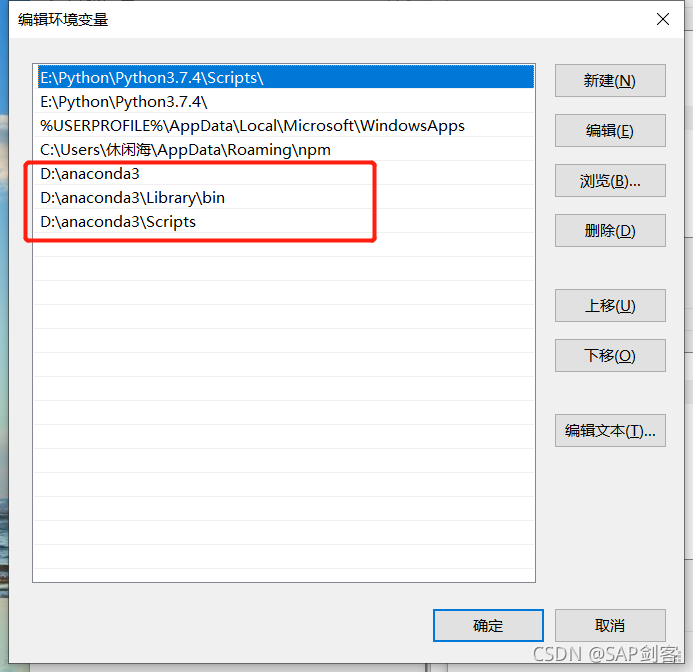 编辑环境变量
E:\Python\Python3.7.4\Scripts\
E:\Python\Python3.7.4\
%USERPROFILE%\AppData\Local\Microsoft\WindowsApps
C:\Users\休闲海\AppData\Roaming\npm
D:\anaconda3
D:\anaconda3\Library\bin
D:\anaconda3\Scripts
新建(N)
编辑(E)
浏览(B)...
删除(D)
上移(U)
下移(O)
编辑文本(T)...
确定
取消
CSDN @SAP剑客